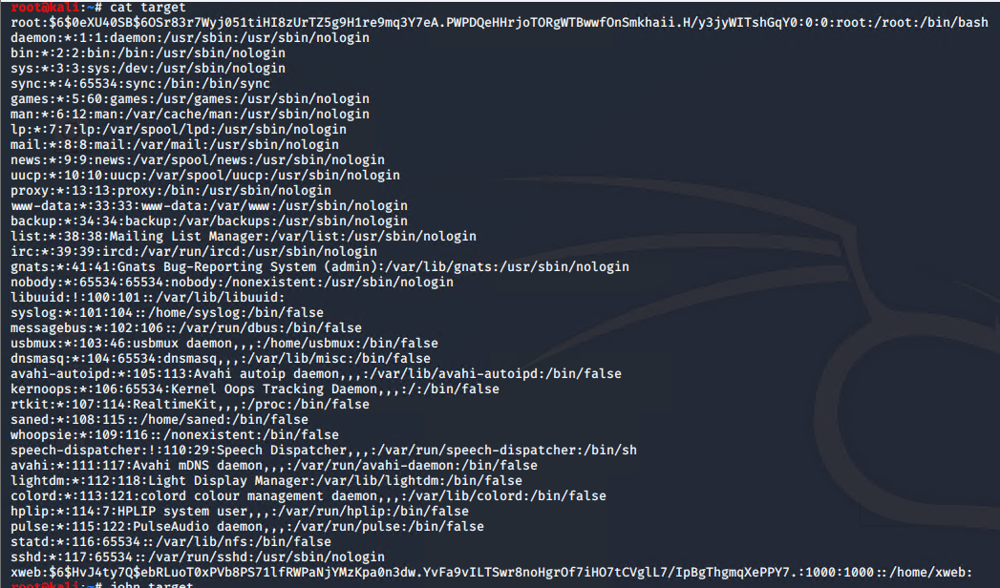 root@kali:~# cat target
root:$6$0eXU40SB$6OSr83r7Wyj051tiHI8zUrTZ5g9H1re9mq3Y7eA.PWPDQeHHrjoTORgWTBwwfOnSmkhaii.H/y3jyWITshGqY0:0:0:root:/root:/bin/bash
daemon:*:1:1:daemon:/usr/sbin:/usr/sbin/nologin
bin:*:2:2:bin:/bin:/usr/sbin/nologin
sys:*:3:3:sys:/dev:/usr/sbin/nologin
sync:*:4:65534:sync:/bin:/bin/sync
games:*:5:60:games:/usr/games:/usr/sbin/nologin
man:*:6:12:man:/var/cache/man:/usr/sbin/nologin
lp:*:7:7:lp:/var/spool/lpd:/usr/sbin/nologin
mail:*:8:8:mail:/var/mail:/usr/sbin/nologin
news:*:9:9:news:/var/spool/news:/usr/sbin/nologin
uucp:*:10:10:uucp:/var/spool/uucp:/usr/sbin/nologin
proxy:*:13:13:proxy:/bin:/usr/sbin/nologin
www-data:*:33:33:www-data:/var/www:/usr/sbin/nologin
backup:*:34:34:backup:/var/backups:/usr/sbin/nologin
list:*:38:38:Mailing List Manager:/var/list:/usr/sbin/nologin
irc:*:39:39:ircd:/var/run/ircd:/usr/sbin/nologin
gnats:*:41:41:Gnats Bug-Reporting System (admin):/var/lib/gnats:/usr/sbin/nologin
nobody:*:65534:65534:nobody:/nonexistent:/usr/sbin/nologin
libuuid:!:100:101::/var/lib/libuuid:
syslog:*:101:104::/home/syslog:/bin/false
messagebus:*:102:106::/var/run/dbus:/bin/false
usbmux:*:103:46:usbmux daemon,,,:/home/usbmux:/bin/false
dnsmasq:*:104:65534:dnsmasq,,,:/var/lib/misc:/bin/false
avahi-autoipd:*:105:113:Avahi autoip daemon,,,:/var/lib/avahi-autoipd:/bin/false
kernoops:*:106:65534:Kernel Oops Tracking Daemon,,,:/:/bin/false
rtkit:*:107:114:RealtimeKit,,,:/proc:/bin/false
saned:*:108:115::/home/saned:/bin/false
whoopsie:*:109:116::/nonexistent:/bin/false
speech-dispatcher:!:110:29:Speech Dispatcher,,,:/var/run/speech-dispatcher:/bin/sh
avahi:*:111:117:Avahi mDNS daemon,,,:/var/run/avahi-daemon:/bin/false
lightdm:*:112:118:Light Display Manager:/var/lib/lightdm:/bin/false
colord:*:113:121:colord colour management daemon,,,:/var/lib/colord:/bin/false
hplip:*:114:7:HPLIP system user,,,:/var/run/hplip:/bin/false
pulse:*:115:122:PulseAudio daemon,,,:/var/run/pulse:/bin/false
statd:*:116:65534::/var/lib/nfs:/bin/false
sshd:*:117:65534::/var/run/sshd:/usr/sbin/nologin
xweb:$6$HvJ4ty7Q$ebRLuoT0xPVb8PS71lfRWPaNjYMzKpa0n3dw.YvFa9vILTSwr8noHgrOf7iHO7tCVglL7/IpBgThgmqXePPY7.:1000:1000::/home/xweb:
root@kali:~# john target